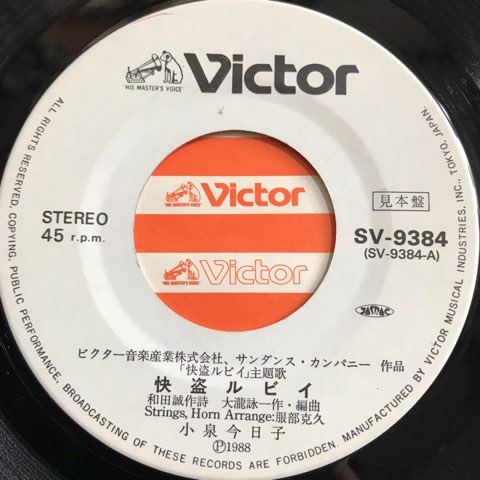 "HIS MASTER'S VOICE"
Victor
ALL RIGHTS RESERVED. COPYING, PUBLIC PERFORMANCE, BROADCASTING OF THESE RECORDS ARE FORBIDDEN. MANUFACTURED BY VICTOR MUSICAL INDUSTRIES, INC., TOKYO, JAPAN.
"HIS MASTER'S VOICE"
Victor
"HIS MASTER'S VOICE"
Victor
STEREO
45 r.p.m.
見本盤
SV-9384
(SV-9384-A)
JASRAC
ビクター音楽産業株式会社、サンダンス・カンパニー 作品
「快盗ルビイ」主題歌
快盗ルビイ
和田誠作詩 大瀧詠一作・編曲
Strings, Horn Arrange:服部克久
小泉今日子
Ⓟ1988